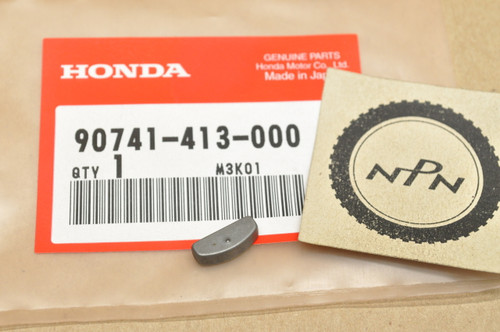 HONDA
GENUINE PARTS
Honda Motor Co., Ltd.
Made in Japan
90741-413-000
QTY 1 M3K01
NPN